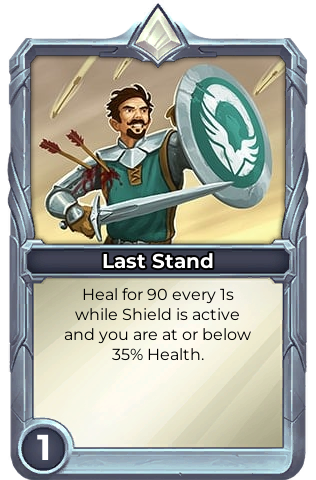 Last Stand
Heal for 90 every 1s
while Shield is active
and you are at or below
35% Health.
1